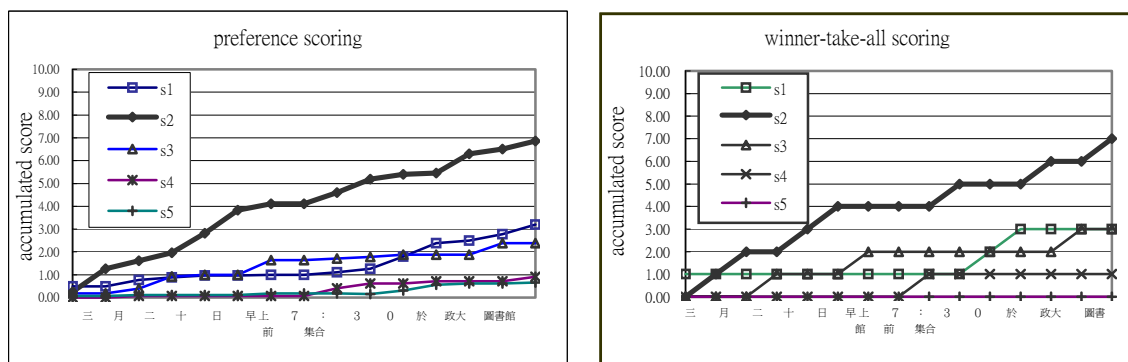 preference scoring
accumulated score
10.00
9.00
8.00
7.00
6.00
5.00
4.00
3.00
2.00
1.00
0.00
s1
s2
s3
s4
s5
三 月 二 十 日 早上 7 : 3 0 於 政大 圖書館
前 集合
winner-take-all scoring
accumulated score
10.00
9.00
8.00
7.00
6.00
5.00
4.00
3.00
2.00
1.00
0.00
s1
s2
s3
s4
s5
三 月 二 十 日 早上 7 : 3 0 於 政大 圖書
館 前 集合